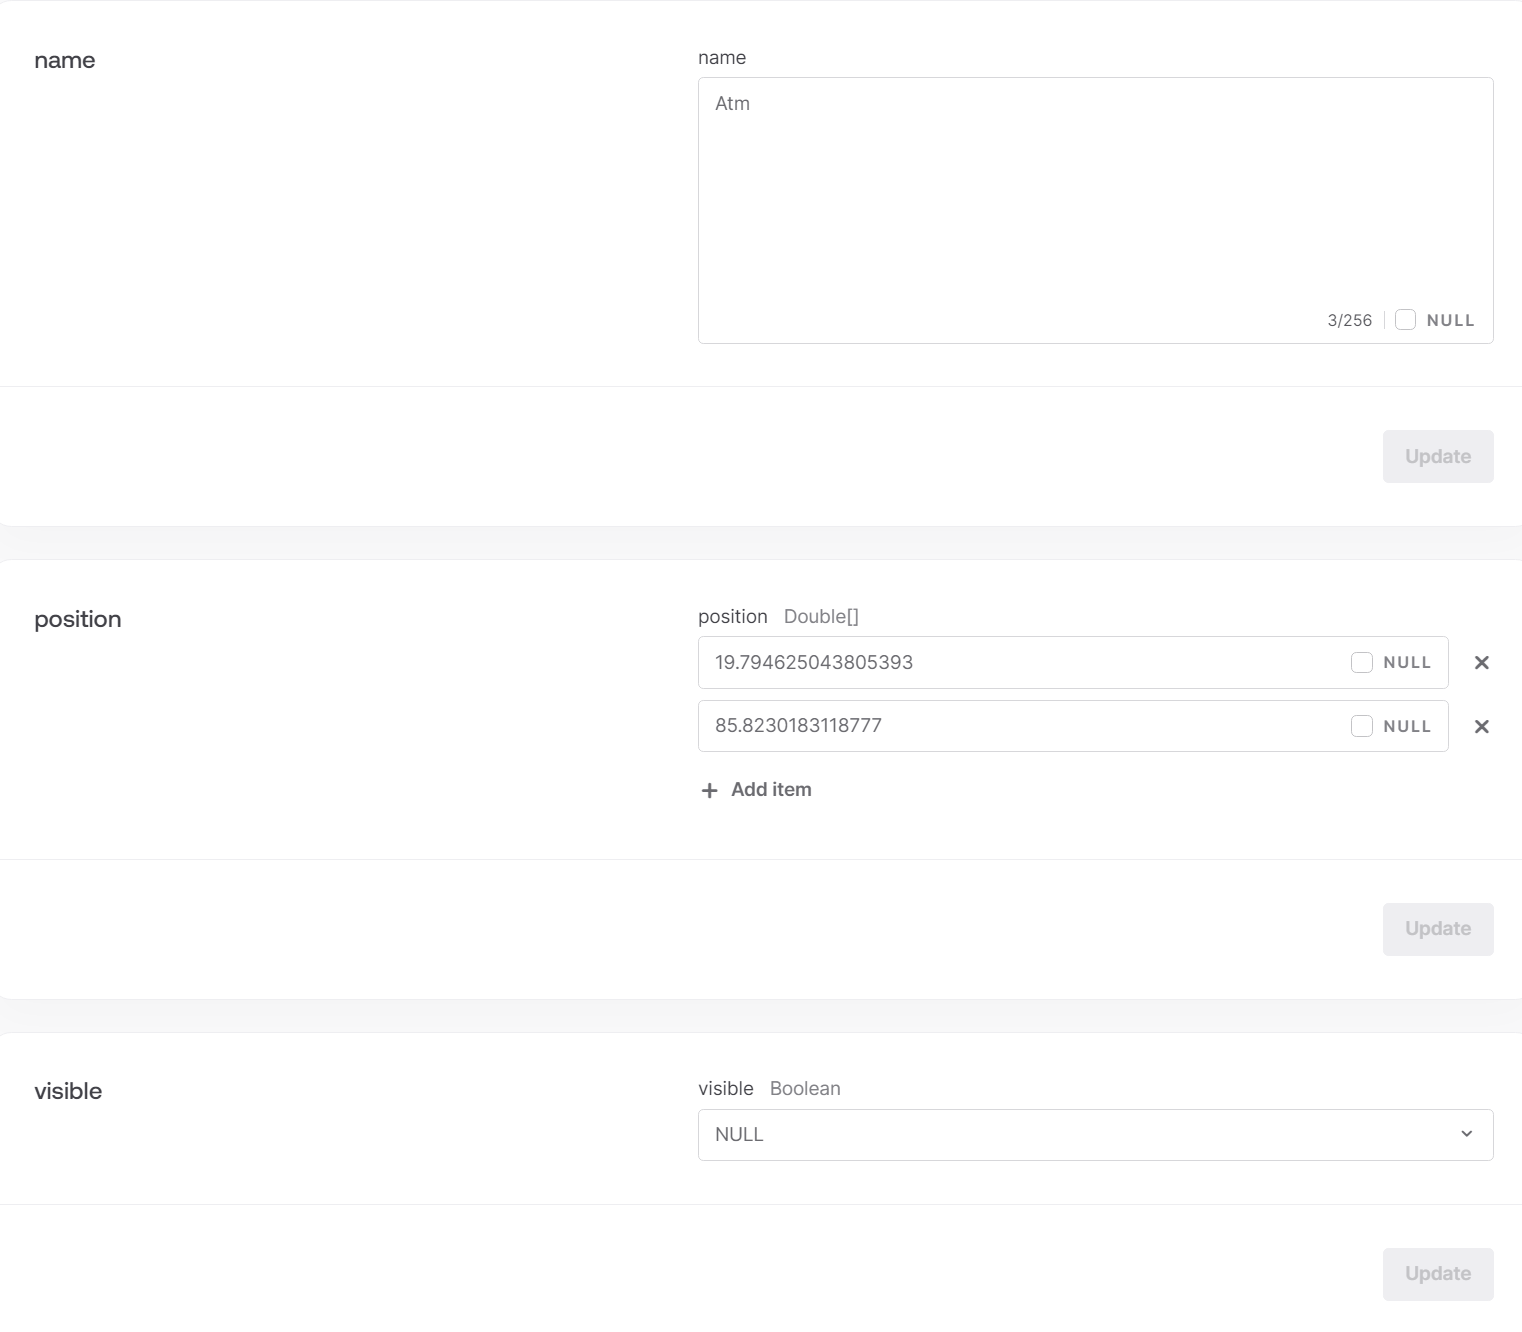 name
name
Atm
3/256 NULL
Update
position
position Double[]
19.794625043805393 NULL
85.8230183118777 NULL
Add item
Update
visible
visible Boolean
NULL
Update